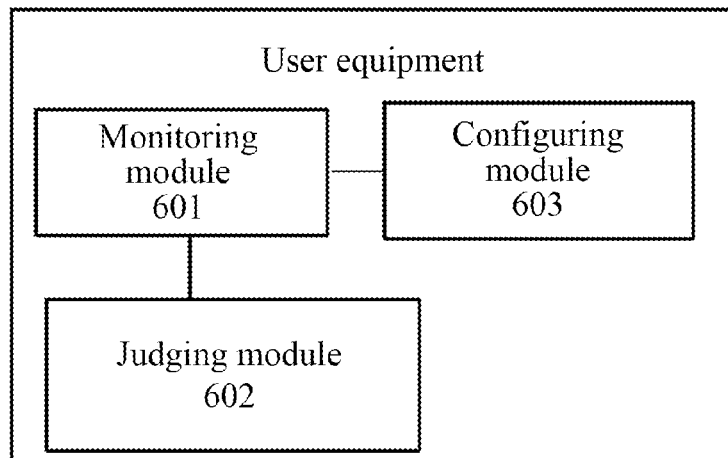 User equipment
Monitoring
module
601
Configuring
module
603
Judging module
602